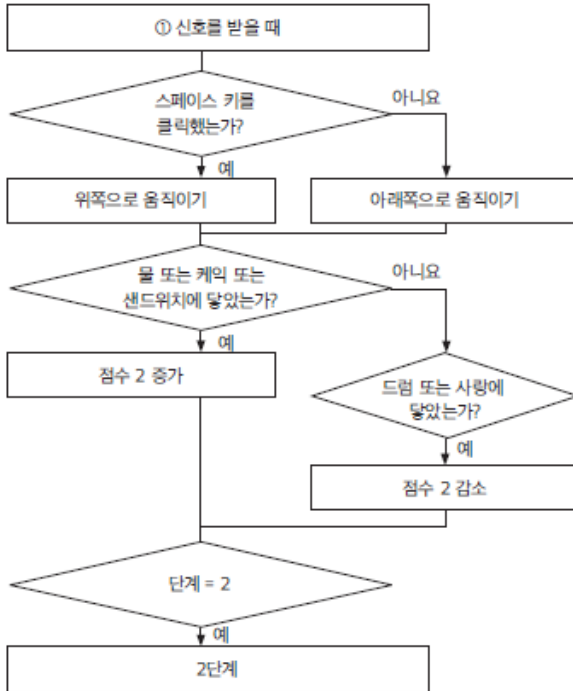 ① 신호를 받을 때
스페이스 키를
클릭했는가?
아니요
예
위쪽으로 움직이기
아래쪽으로 움직이기
물 또는 케익 또는
샌드위치에 닿았는가?
아니요
예
점수 2 증가
드럼 또는 사랑에
닿았는가?
예
점수 2 감소
단계 = 2
예
2단계